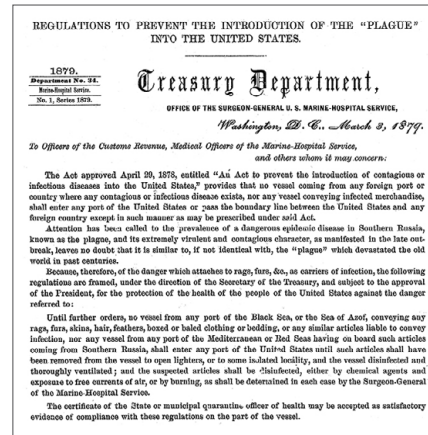 REGULATIONS TO PREVENT THE INTRODUCTION OF THE "PLAGUE"
INTO THE UNITED STATES.
1879.
Department No. 34.
Marine-Hospital Service.
No. 1, Series 1879.
Treasury Department,
OFFICE OF THE SURGEON-GENERAL U. S. MARINE-HOSPITAL SERVICE,
Washington, D. C., March 3, 1879.
To Officers of the Customs Revenue, Medical Officers of the Marine-Hospital Service,
and others whom it may concern:
The Act approved April 29, 1878, entitled "An Act to prevent the introduction of contagious or
infectious diseases into the United States," provides that no vessel coming from any foreign port or
country where any contagious or infectious disease exists, nor any vessel conveying infected merchandise,
shall enter any port of the United States or pass the boundary line between the United States and any
foreign country except in such manner as may be prescribed under said Act.
Attention has been called to the prevalence of a dangerous epidemic disease in Southern Russia,
known as the plague, and its extremely virulent and contagious character, as manifested in the late out-
break, leaves no doubt that it is similar to, if not identical with, the "plague" which devastated the old
world in past centuries.
Because, therefore, of the danger which attaches to rags, furs, &c., as carriers of infection, the following
regulations are framed, under the direction of the Secretary of the Treasury, and subject to the approval
of the President, for the protection of the health of the people of the United States against the danger
referred to:
Until further orders, no vessel from any port of the Black Sea, or the Sea of Azof, conveying any
rags, furs, skins, hair, feathers, boxed or baled clothing or bedding, or any similar articles liable to convey
infection, nor any vessel from any port of the Mediterranean or Red Seas having on board such articles
coming from Southern Russia, shall enter any port of the United States until such articles shall have
been removed from the vessel to open lighters, or to some isolated locality, and the vessel disinfected and
thoroughly ventilated; and the suspected articles shall be disinfected, either by chemical agents and
exposure to free currents of air, or by burning, as shall be determined in each case by the Surgeon-General
of the Marine-Hospital Service.
The certificate of the State or municipal quarantine officer of health may be accepted as satisfactory
evidence of compliance with these regulations on the part of the vessel.